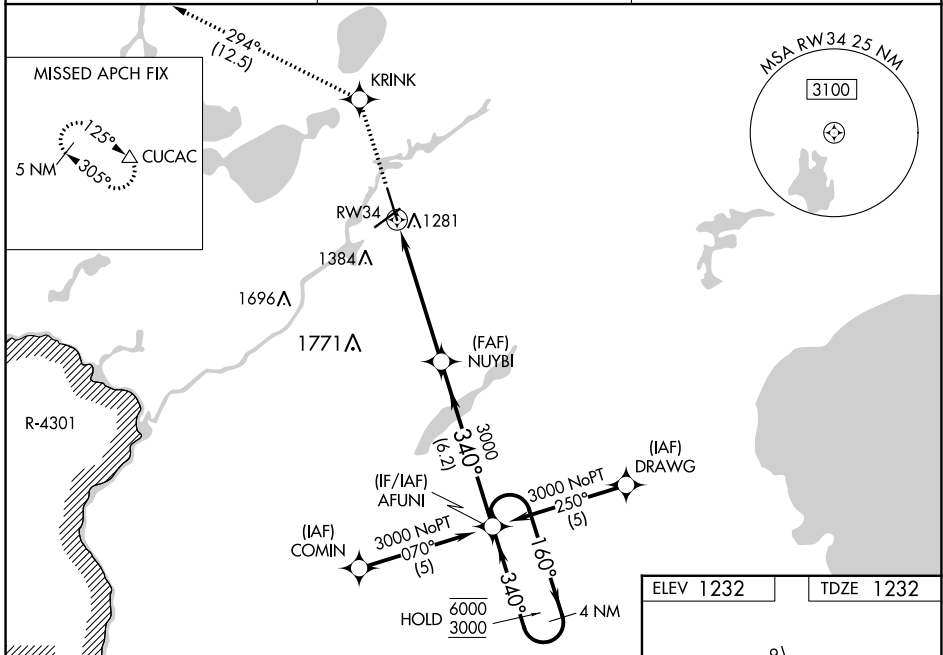 294°
(12.5)
MISSED APCH FIX
125°
CUCAC
5 NM
305°
KRINK
MSA RW34 25 NM
3100
RW34
1281
1384
1696
1771
(FAF)
NUYBI
R-4301
3000
340°
(6.2)
(IF/IAF)
AFUNI
(IAF)
DRAWG
3000 NoPT
250°
(5)
(IAF)
COMIN
3000 NoPT
070°
(5)
160°
340°
HOLD
6000
3000
4 NM
ELEV 1232
TDZE 1232